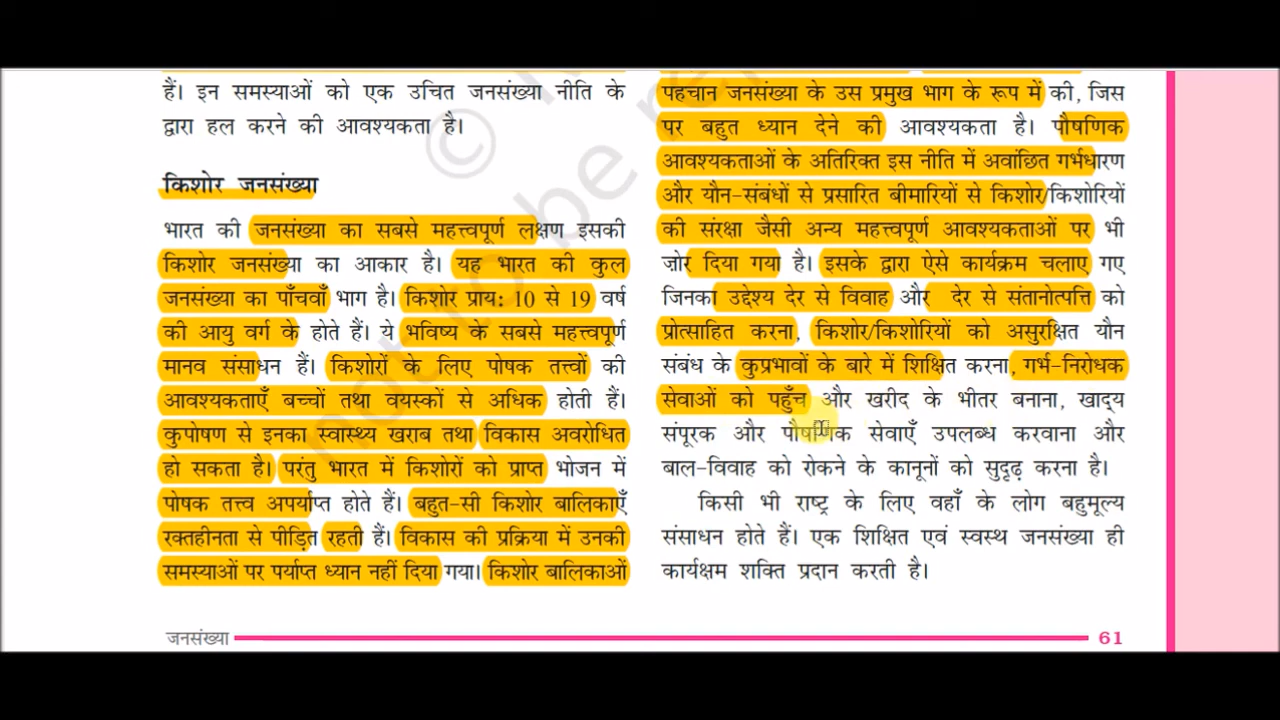 हैं। इन समस्याओं को एक उचित जनसंख्या नीति के
द्वारा हल करने की आवश्यकता है।
किशोर जनसंख्या
भारत की जनसंख्या का सबसे महत्त्वपूर्ण लक्षण इसकी
किशोर जनसंख्या का आकार है। यह भारत की कुल
जनसंख्या का पाँचवाँ भाग है। किशोर प्राय: 10 से 19 वर्ष
की आयु वर्ग के होते हैं। ये भविष्य के सबसे महत्त्वपूर्ण
मानव संसाधन हैं। किशोरों के लिए पोषक तत्त्वों की
आवश्यकताएँ बच्चों तथा वयस्कों से अधिक होती हैं।
कुपोषण से इनका स्वास्थ्य खराब तथा विकास अवरोधित
हो सकता है। परंतु भारत में किशोरों को प्राप्त भोजन में
पोषक तत्त्व अपर्याप्त होते हैं। बहुत-सी किशोर बालिकाएँ
रक्तहीनता से पीड़ित रहती हैं। विकास की प्रक्रिया में उनकी
समस्याओं पर पर्याप्त ध्यान नहीं दिया गया। किशोर बालिकाओं
पहचान जनसंख्या के उस प्रमुख भाग के रूप में की, जिस
पर बहुत ध्यान देने की आवश्यकता है। पौषणिक
आवश्यकताओं के अतिरिक्त इस नीति में अवांछित गर्भधारण
और यौन-संबंधों से प्रसारित बीमारियों से किशोर/किशोरियों
की संरक्षा जैसी अन्य महत्त्वपूर्ण आवश्यकताओं पर भी
जोर दिया गया है। इसके द्वारा ऐसे कार्यक्रम चलाए गए
जिनका उद्देश्य देर से विवाह और देर से संतानोत्पत्ति को
प्रोत्साहित करना, किशोर/किशोरियों को असुरक्षित यौन
संबंध के कुप्रभावों के बारे में शिक्षित करना, गर्भ-निरोधक
सेवाओं को पहुँच और खरीद के भीतर बनाना, खाद्य
संपूरक और पौषणिक सेवाएँ उपलब्ध करवाना और
बाल-विवाह को रोकने के कानूनों को सुदृढ़ करना है।
किसी भी राष्ट्र के लिए वहाँ के लोग बहुमूल्य
संसाधन होते हैं। एक शिक्षित एवं स्वस्थ जनसंख्या ही
कार्यक्षम शक्ति प्रदान करती है।
जनसंख्या
61
© not to be re